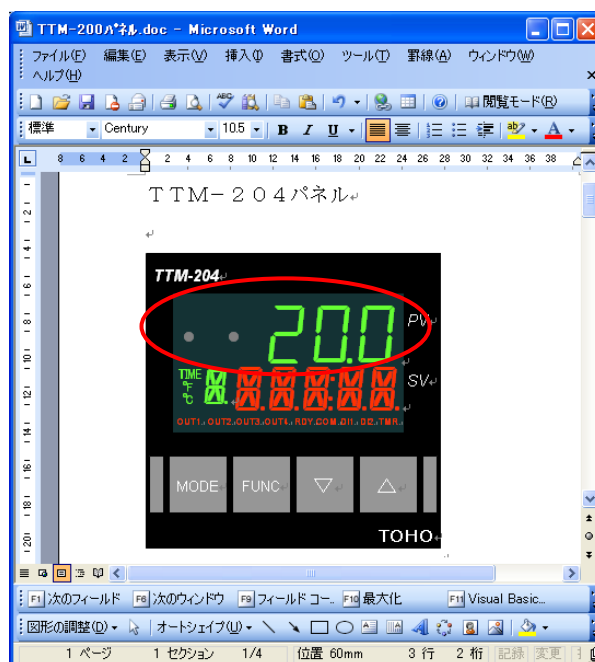 TTM-200パネル.doc - Microsoft Word
ファイル(F) 編集(E) 表示(V) 挿入(I) 書式(O) ツール(T) 罫線(A) ウィンドウ(W)
ヘルプ(H)
閲覧モード(R)
標準 Century 10.5 B I U A
8 6 4 2 2 4 6 8 10 12 14 16 18 20 22 24 26 28 30 32 34 36 38
TTM-204パネル
TTM-204
20.0 PV
TIME °F °C SV
OUT1 OUT2 OUT3 OUT4 RDY COM DI1 DI2 TMR
MODE FUNC ▽ △
TOHO
F1 次のフィールド F6 次のウィンドウ F9 フィールド コー... F10 最大化 F11 Visual Basic...
図形の調整(D) オートシェイプ(U)
1 ページ 1 セクション 1/4 位置 60mm 3 行 2 桁 記録 変更